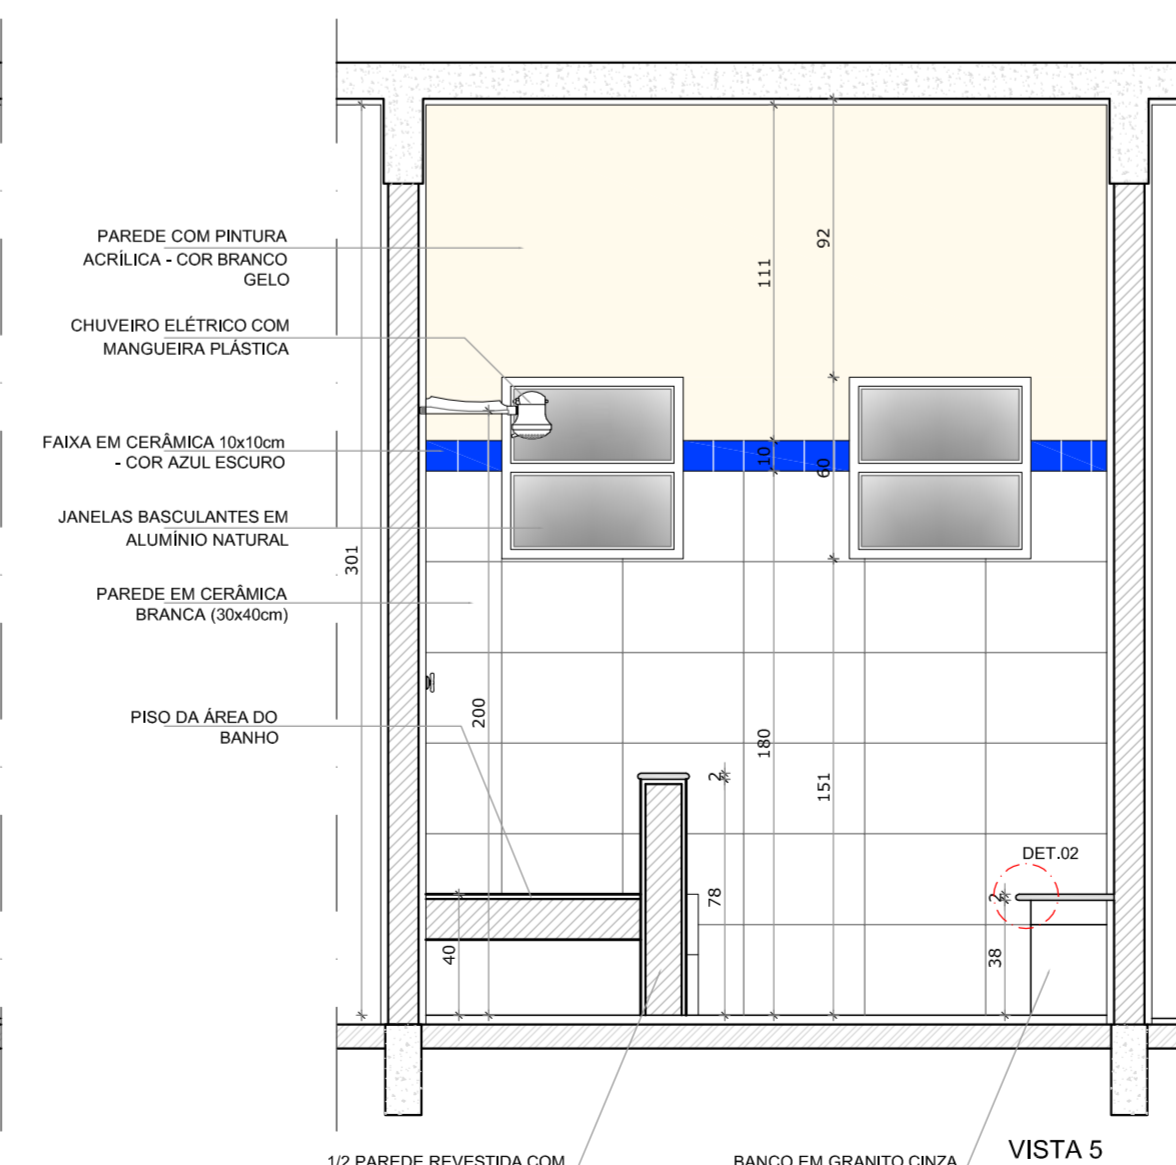 PAREDE COM PINTURA
ACRÍLICA - COR BRANCO
GELO
CHUVEIRO ELÉTRICO COM
MANGUEIRA PLÁSTICA
FAIXA EM CERÂMICA 10x10cm
- COR AZUL ESCURO
JANELAS BASCULANTES EM
ALUMÍNIO NATURAL
PAREDE EM CERÂMICA
BRANCA (30x40cm)
PISO DA ÁREA DO
BANHO
301
92
111
10
60
200
180
151
2
78
40
DET.02
2
38
1/2 PAREDE REVESTIDA COM
BANCO EM GRANITO CINZA
VISTA 5